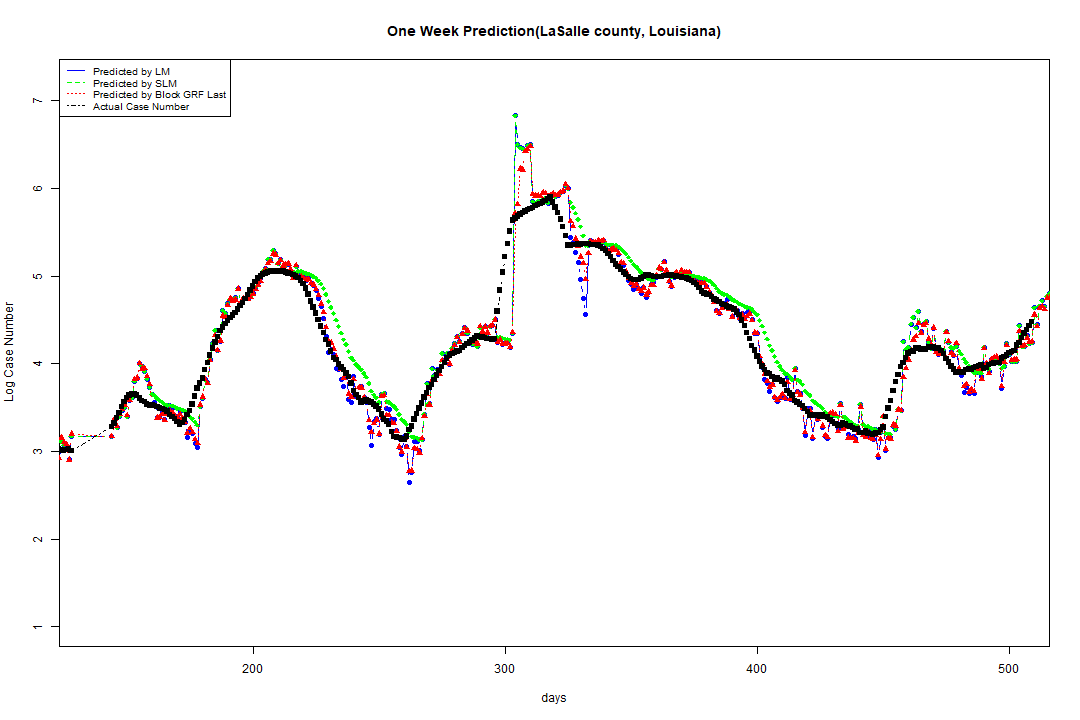 One Week Prediction(LaSalle county, Louisiana)
Predicted by LM
Predicted by SLM
Predicted by Block GRF Last
Actual Case Number
7
6
5
4
3
2
1
Log Case Number
200
300
400
500
days